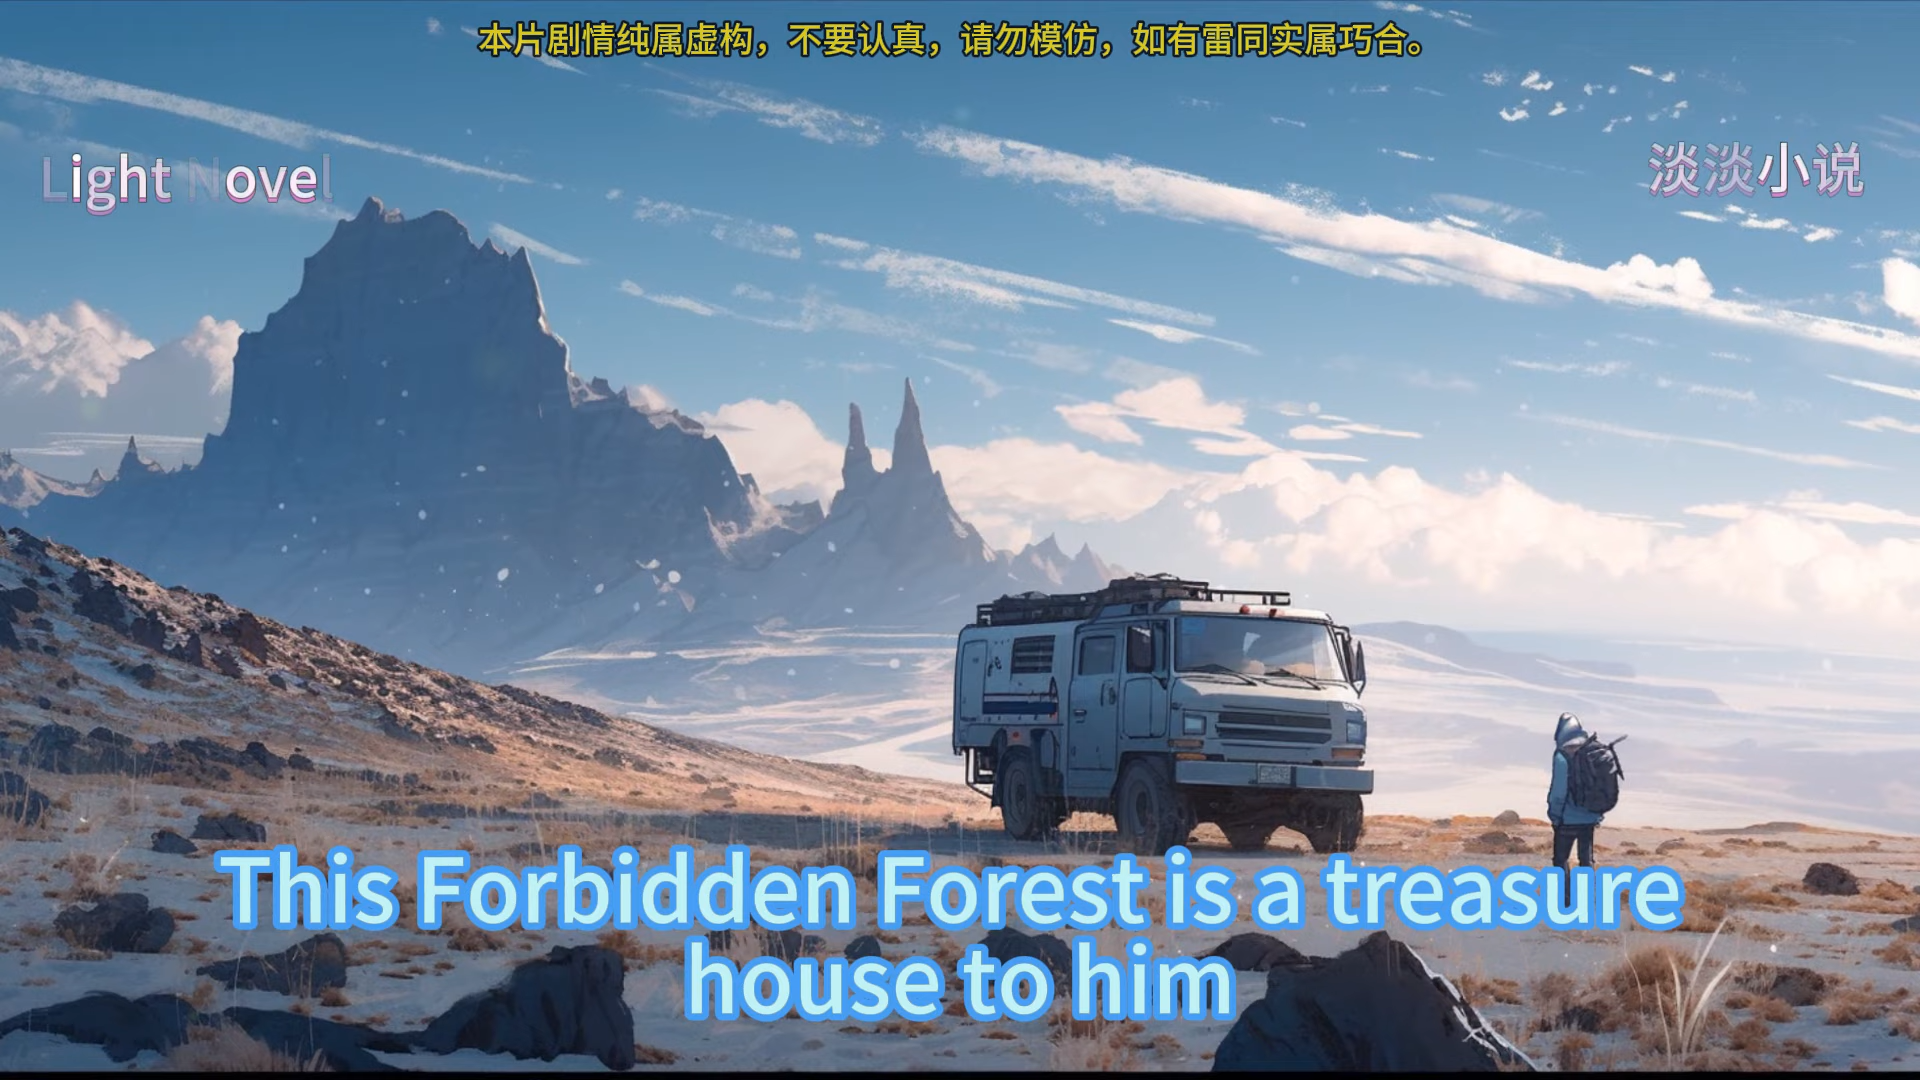 本片剧情纯属虚构，不要认真，请勿模仿，如有雷同实属巧合。
Light Novel
淡淡小说
This Forbidden Forest is a treasure
house to him